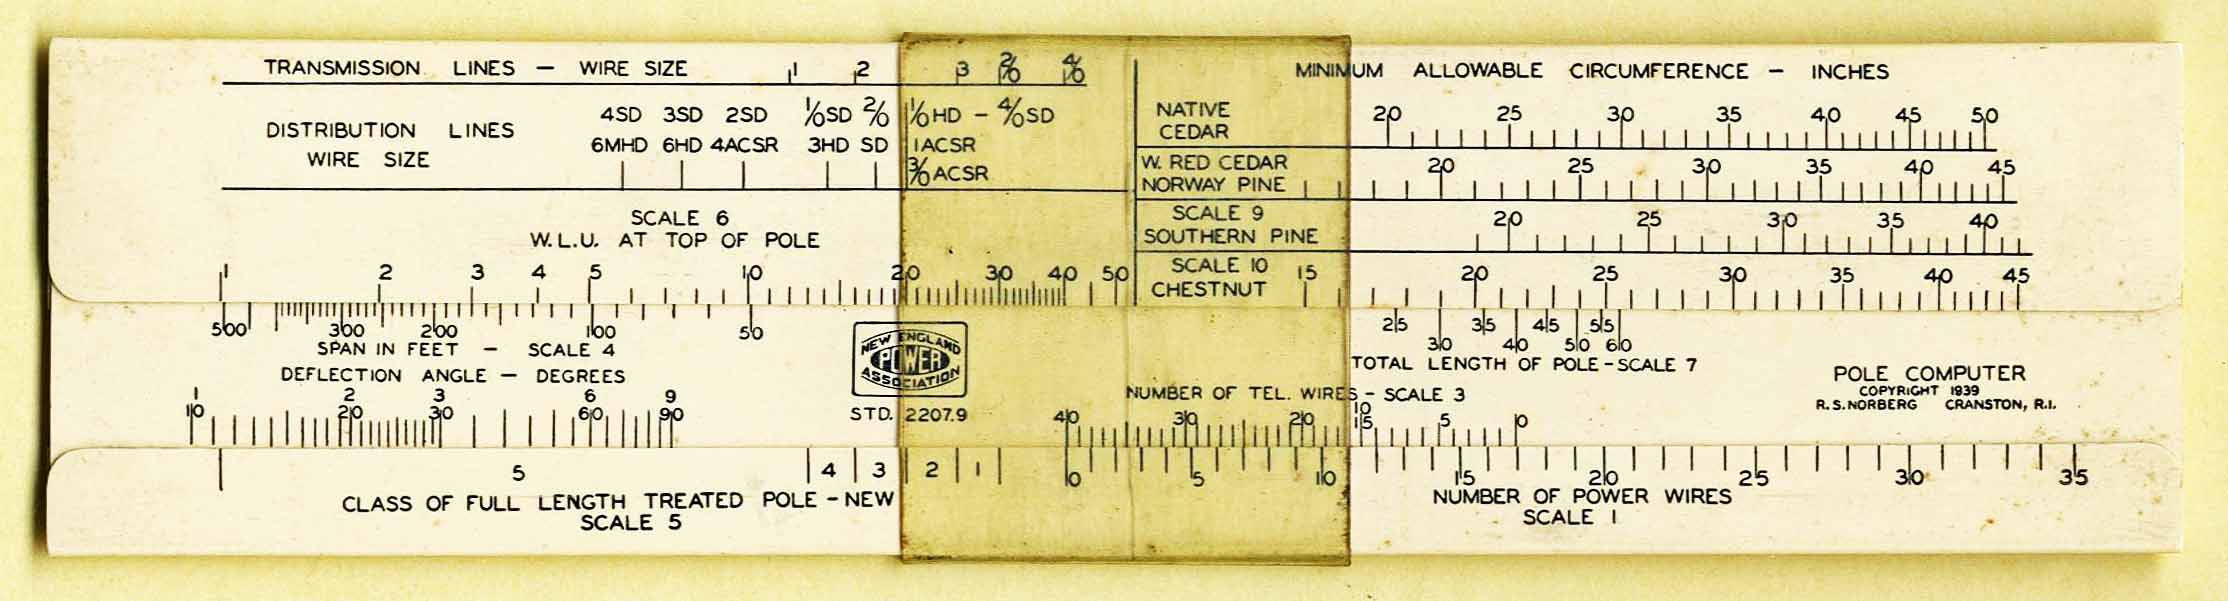 TRANSMISSION LINES — WIRE SIZE 1 2 3 2/0 4/0
MINIMUM ALLOWABLE CIRCUMFERENCE — INCHES
4SD 3SD 2SD 1/0SD 2/0 1/0HD - 4/0SD
DISTRIBUTION LINES
6MHD 6HD 4ACSR 3HD SD 1ACSR
WIRE SIZE
3/0ACSR
NATIVE 20 25 30 35 40 45 50
CEDAR
W. RED CEDAR 20 25 30 35 40 45
NORWAY PINE
SCALE 9 20 25 30 35 40
SOUTHERN PINE
SCALE 10 15 20 25 30 35 40 45
CHESTNUT
SCALE 6
W.L.U. AT TOP OF POLE
1 2 3 4 5 10 20 30 40 50
500 300 200 100 50
SPAN IN FEET — SCALE 4
DEFLECTION ANGLE — DEGREES
1 2 3 6 9
10 20 30 60 90
NEW ENGLAND
POWER
ASSOCIATION
STD. 2207.9
25 35 45 55
30 40 50 60
TOTAL LENGTH OF POLE-SCALE 7
NUMBER OF TEL. WIRES - SCALE 3
10
40 30 20 15 5 0
POLE COMPUTER
COPYRIGHT 1939
R.S.NORBERG CRANSTON, R.I.
5 4 3 2 1
CLASS OF FULL LENGTH TREATED POLE - NEW
SCALE 5
0 5 10 15 20 25 30 35
NUMBER OF POWER WIRES
SCALE 1